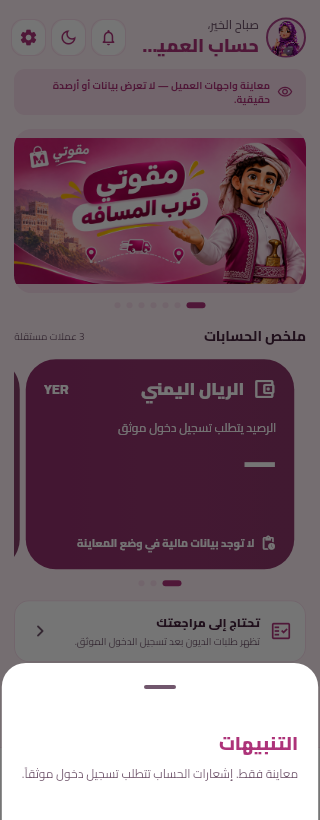 صباح الخير،
حساب العميـ...
معاينة واجهات العميل — لا تعرض بيانات أو أرصدة
حقيقية.
مقوتي
مقوتي
قرب المسافه
ملخص الحسابات
3 عملات مستقلة
الريال اليمني
YER
الرصيد يتطلب تسجيل دخول موثق
—
لا توجد بيانات مالية في وضع المعاينة
تحتاج إلى مراجعتك
تظهر طلبات الديون بعد تسجيل الدخول الموثق.
التنبيهات
معاينة فقط. إشعارات الحساب تتطلب تسجيل دخول موثقاً.